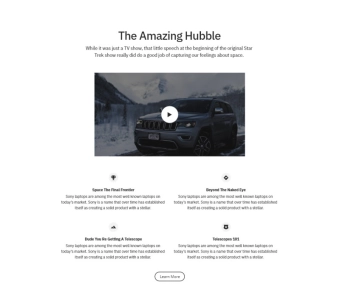 The Amazing Hubble
While it was just a TV show, that little speech at the beginning of the original Star
Trek show really did do a good job of capturing our feelings about space.
Space The Final Frontier
Sony laptops are among the most well known laptops on
today's market. Sony is a name that over time has established
itself as creating a solid product with a stellar.
Beyond The Naked Eye
Sony laptops are among the most well known laptops on
today's market. Sony is a name that over time has established
itself as creating a solid product with a stellar.
Dude You Re Getting A Telescope
Sony laptops are among the most well known laptops on
today's market. Sony is a name that over time has established
itself as creating a solid product with a stellar.
Telescopes 101
Sony laptops are among the most well known laptops on
today's market. Sony is a name that over time has established
itself as creating a solid product with a stellar.
Learn More